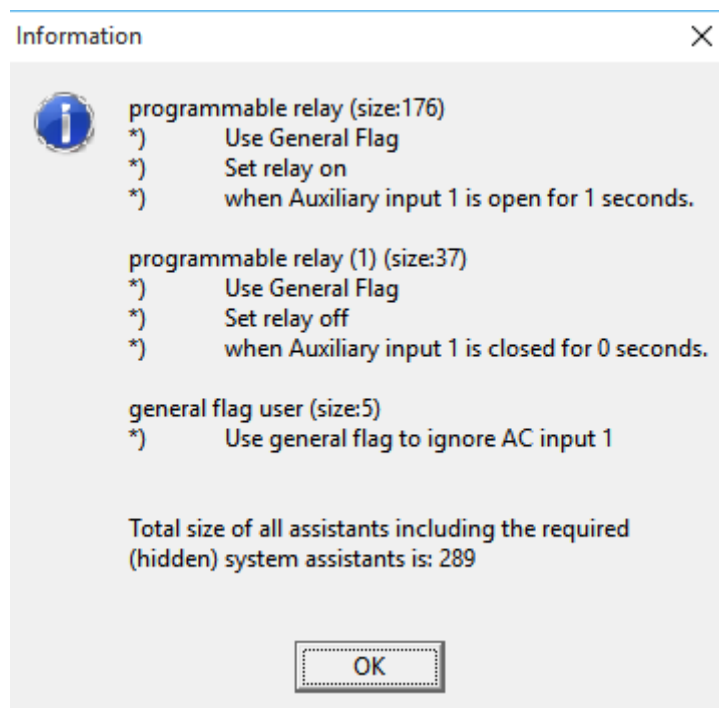 Information
programmable relay (size:176)
*) Use General Flag
*) Set relay on
*) when Auxiliary input 1 is open for 1 seconds.
programmable relay (1) (size:37)
*) Use General Flag
*) Set relay off
*) when Auxiliary input 1 is closed for 0 seconds.
general flag user (size:5)
*) Use general flag to ignore AC input 1
Total size of all assistants including the required
(hidden) system assistants is: 289
OK